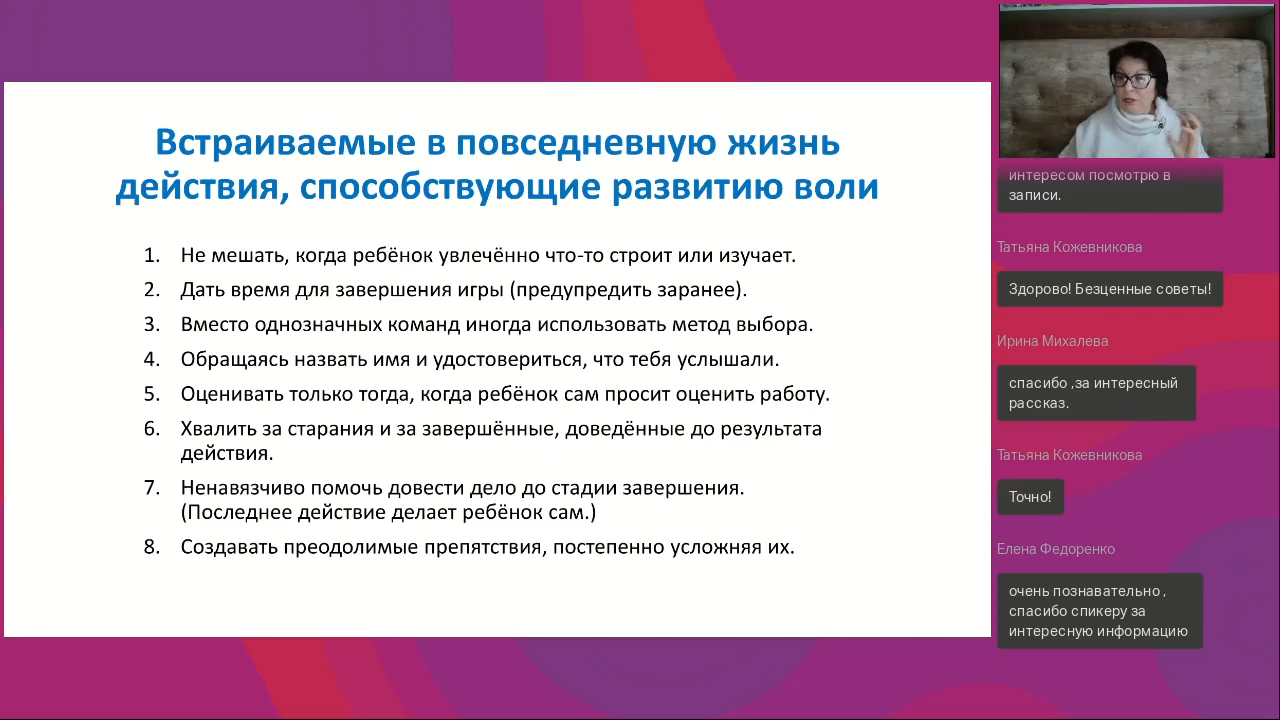 Встраиваемые в повседневную жизнь
действия, способствующие развитию воли
1. Не мешать, когда ребёнок увлечённо что-то строит или изучает.
2. Дать время для завершения игры (предупредить заранее).
3. Вместо однозначных команд иногда использовать метод выбора.
4. Обращаясь назвать имя и удостовериться, что тебя услышали.
5. Оценивать только тогда, когда ребёнок сам просит оценить работу.
6. Хвалить за старания и за завершённые, доведённые до результата
действия.
7. Ненавязчиво помочь довести дело до стадии завершения.
(Последнее действие делает ребёнок сам.)
8. Создавать преодолимые препятствия, постепенно усложняя их.
интересом посмотрю в
записи.
Татьяна Кожевникова
Здорово! Безценные советы!
Ирина Михалева
спасибо ,за интересный
рассказ.
Татьяна Кожевникова
Точно!
Елена Федоренко
очень познавательно ,
спасибо спикеру за
интересную информацию